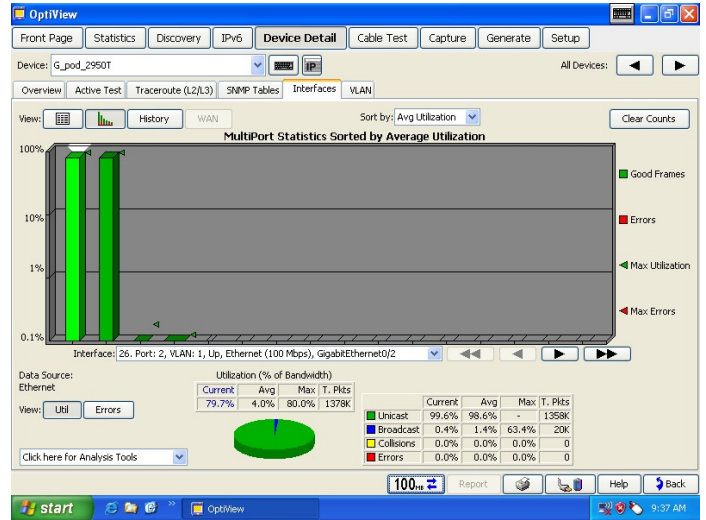 OptiView
Front Page Statistics Discovery IPv6 Device Detail Cable Test Capture Generate Setup
Device: G_pod_2950T IP All Devices:
Overview Active Test Traceroute (L2/L3) SNMP Tables Interfaces VLAN
View: History WAN Sort by: Avg Utilization Clear Counts
MultiPort Statistics Sorted by Average Utilization
100%
Good Frames
10%
Errors
1%
Max Utilization
Max Errors
0.1%
Interface: 26. Port: 2, VLAN: 1, Up, Ethernet (100 Mbps), GigabitEthernet0/2
Data Source:
Ethernet
Utilization (% of Bandwidth)
Current Avg Max T. Pkts
79.7% 4.0% 80.0% 1378K
View: Util Errors
Current Avg Max T. Pkts
Unicast 99.6% 98.6% - 1358K
Broadcast 0.4% 1.4% 63.4% 20K
Collisions 0.0% 0.0% 0.0% 0
Errors 0.0% 0.0% 0.0% 0
Click here for Analysis Tools
100 Report Help Back
start OptiView 9:37 AM